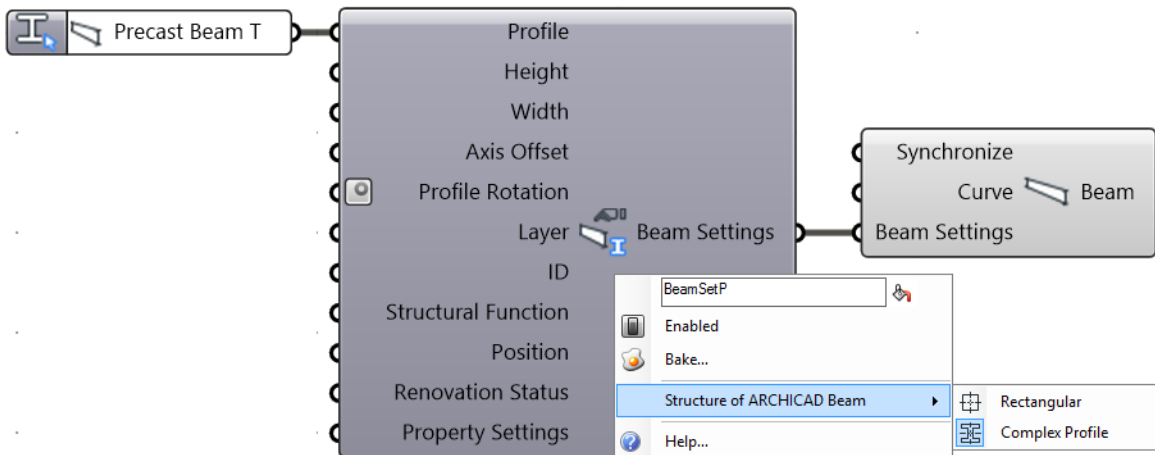 Precast Beam T
Profile
Height
Width
Axis Offset
Profile Rotation
Layer
Beam Settings
ID
Structural Function
Position
Renovation Status
Property Settings
Synchronize
Curve
Beam
Beam Settings
BeamSetP
Enabled
Bake...
Structure of ARCHICAD Beam
Help...
Rectangular
Complex Profile